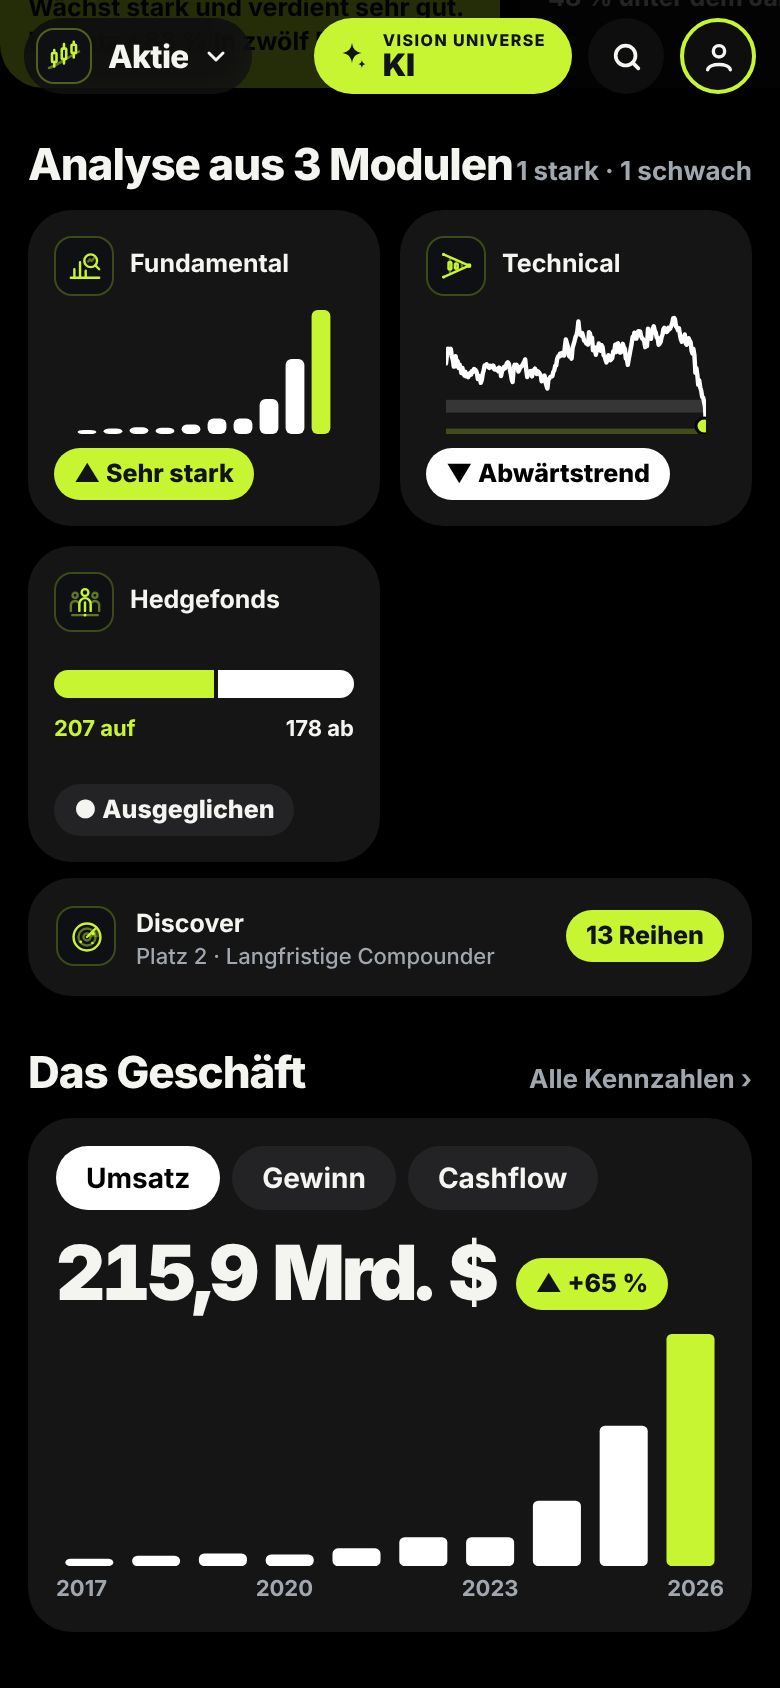 Wächst stark und verdient sehr gut.
zwölf
Aktie
VISION UNIVERSE
KI
Analyse aus 3 Modulen
1 stark · 1 schwach
Fundamental
Technical
▲ Sehr stark
▼ Abwärtstrend
Hedgefonds
207 auf
178 ab
● Ausgeglichen
Discover
Platz 2 · Langfristige Compounder
13 Reihen
Das Geschäft
Alle Kennzahlen ›
Umsatz
Gewinn
Cashflow
215,9 Mrd. $
▲ +65 %
2017
2020
2023
2026